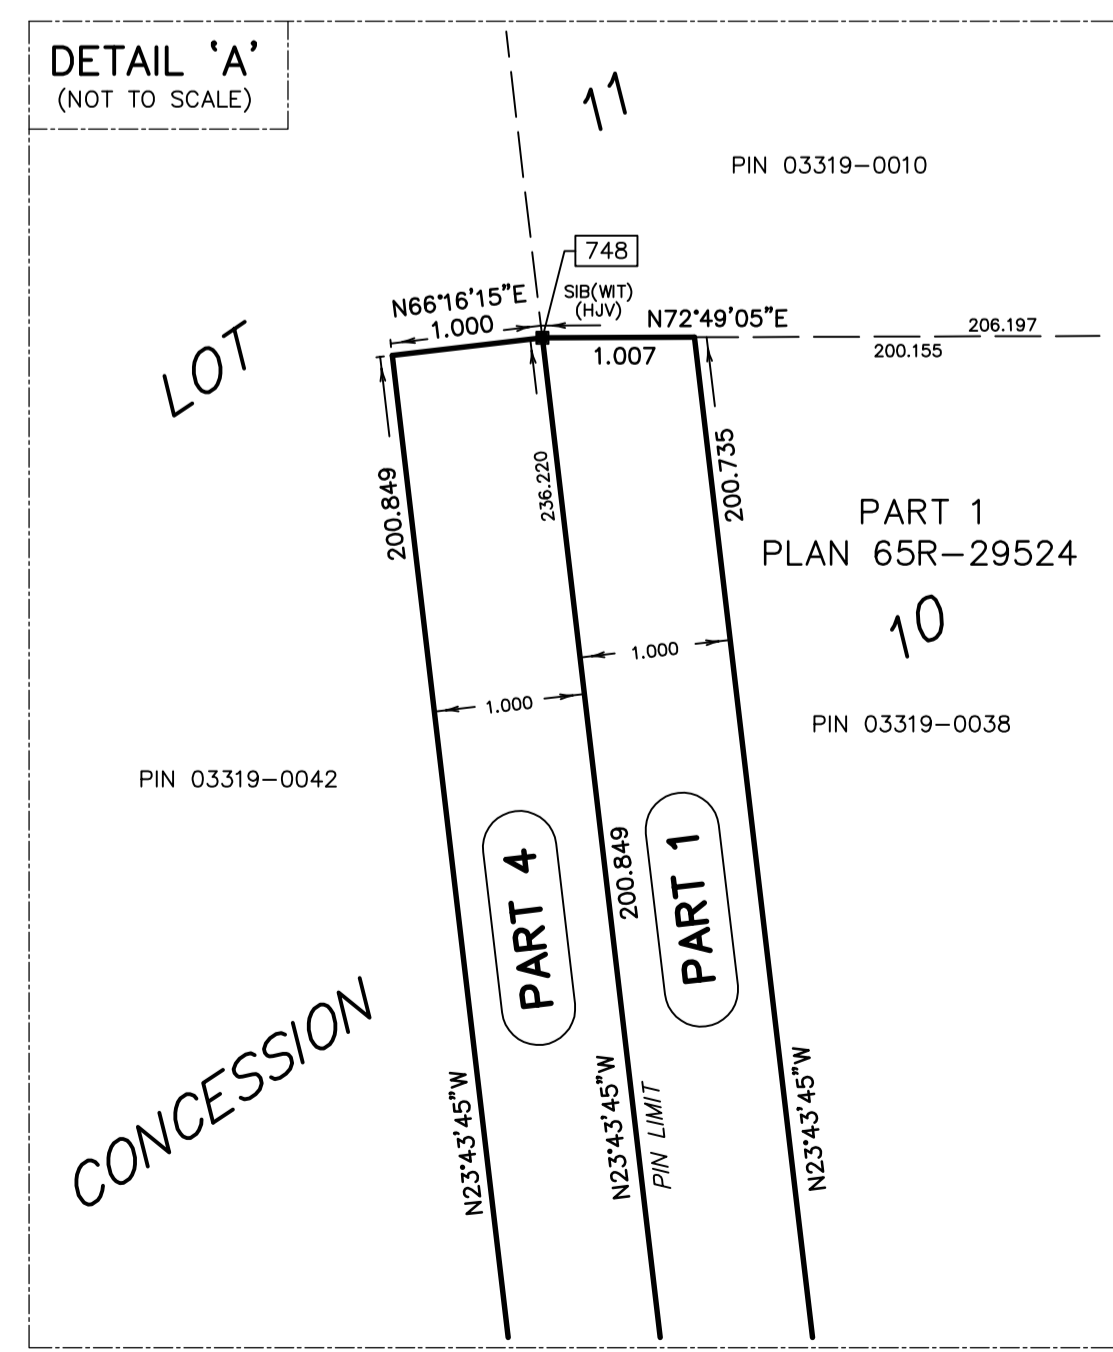 DETAIL ‘A’
(NOT TO SCALE)
11
PIN 03319–0010
748
SIB(WIT)
(HJV)
N66°16'15"E
1.000
N72°49'05"E
1.007
206.197
200.155
LOT
200.849
236.220
200.735
PART 1
PLAN 65R–29524
10
1.000
1.000
PIN 03319–0038
PIN 03319–0042
PART 4
200.849
PART 1
CONCESSION
N23°43'45"W
N23°43'45"W
PIN LIMIT
N23°43'45"W